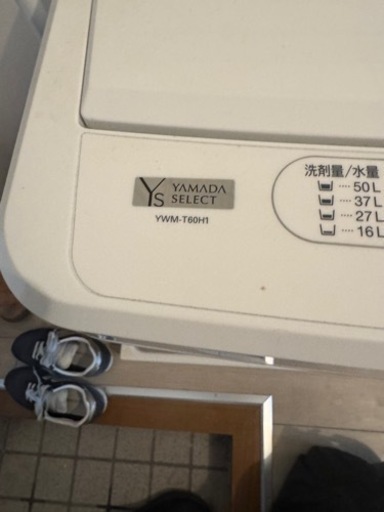 YS YAMADA
SELECT
YWM-T60H1
洗剤量/水量
····50L
····37L
····27L
····16L